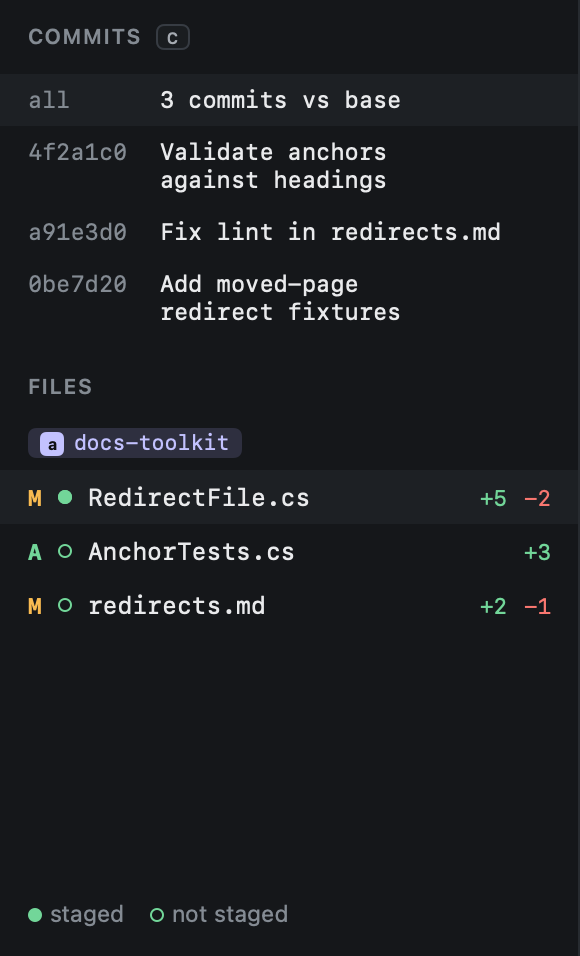 COMMITS c
all 3 commits vs base
4f2a1c0 Validate anchors
against headings
a91e3d0 Fix lint in redirects.md
0be7d20 Add moved-page
redirect fixtures
FILES
a docs-toolkit
M RedirectFile.cs +5 −2
A AnchorTests.cs +3
M redirects.md +2 −1
staged not staged